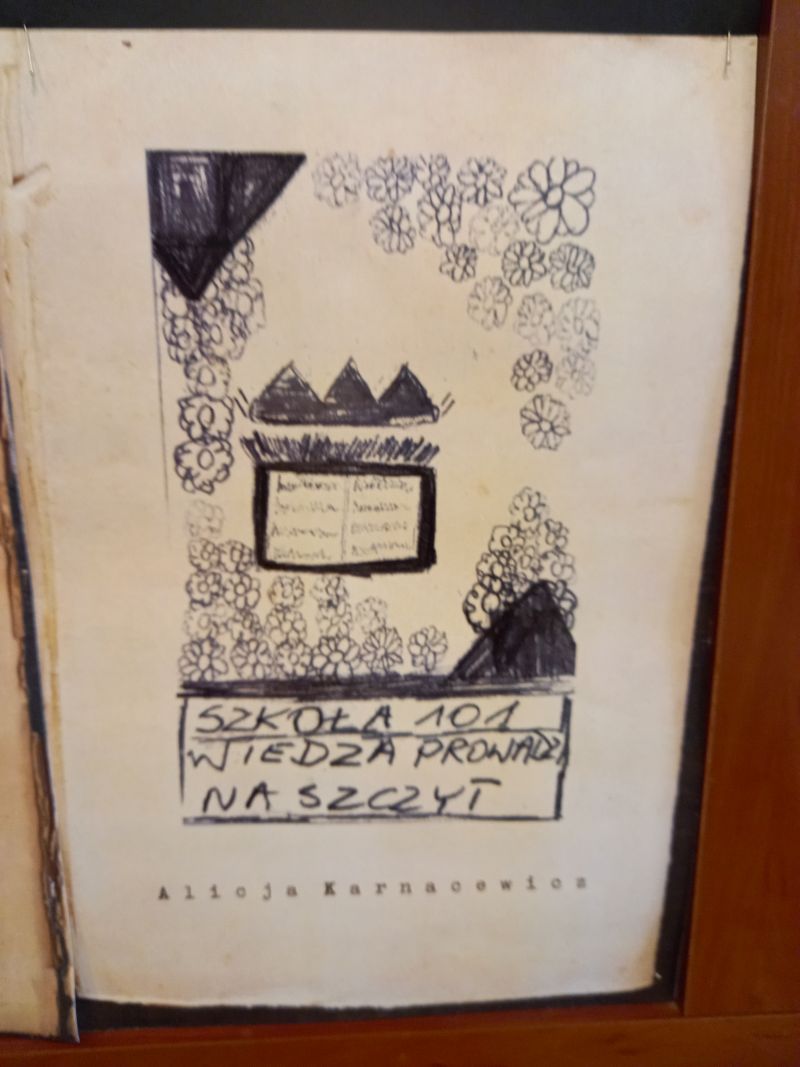 SZKOŁA 101
WIEDZA PROWADZI
NA SZCZYT
Alicja Karnacewicz